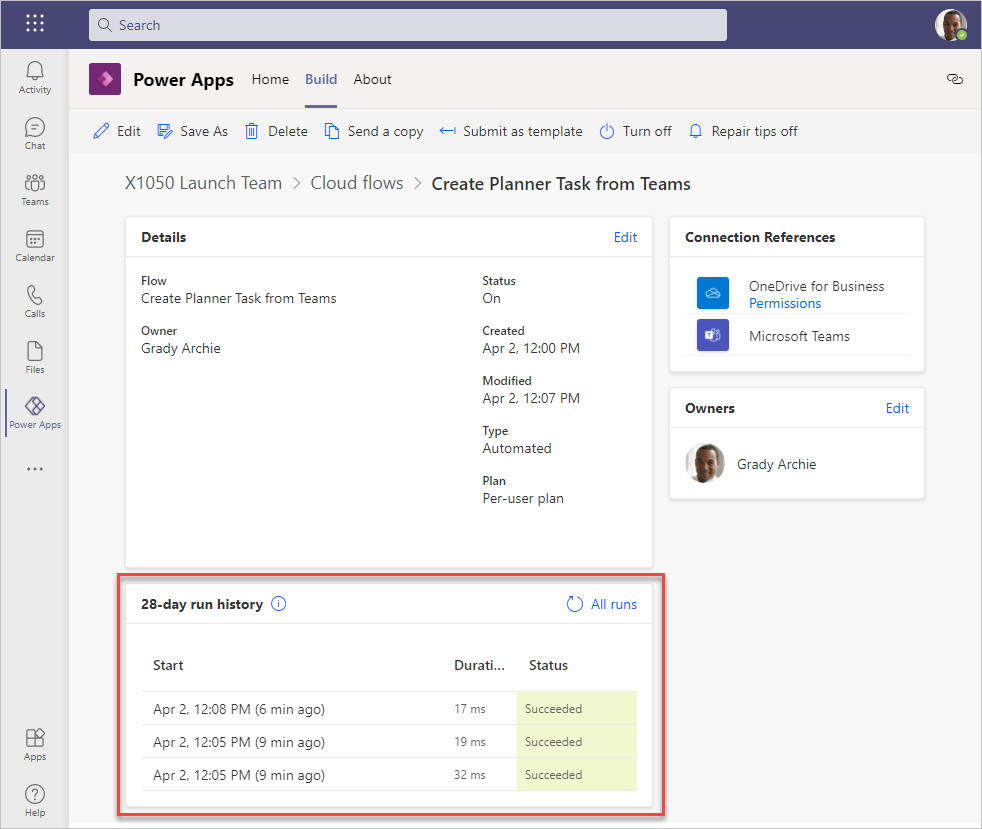 Search
Activity
Chat
Teams
Calendar
Calls
Files
Power Apps
Apps
Help
Power Apps Home Build About
Edit Save As Delete Send a copy Submit as template Turn off Repair tips off
X1050 Launch Team > Cloud flows > Create Planner Task from Teams
Details Edit
Flow
Create Planner Task from Teams
Owner
Grady Archie
Status
On
Created
Apr 2, 12:00 PM
Modified
Apr 2, 12:07 PM
Type
Automated
Plan
Per-user plan
Connection References
OneDrive for Business
Permissions
Microsoft Teams
Owners Edit
Grady Archie
28-day run history All runs
Start Durati... Status
Apr 2, 12:08 PM (6 min ago) 17 ms Succeeded
Apr 2, 12:05 PM (9 min ago) 19 ms Succeeded
Apr 2, 12:05 PM (9 min ago) 32 ms Succeeded